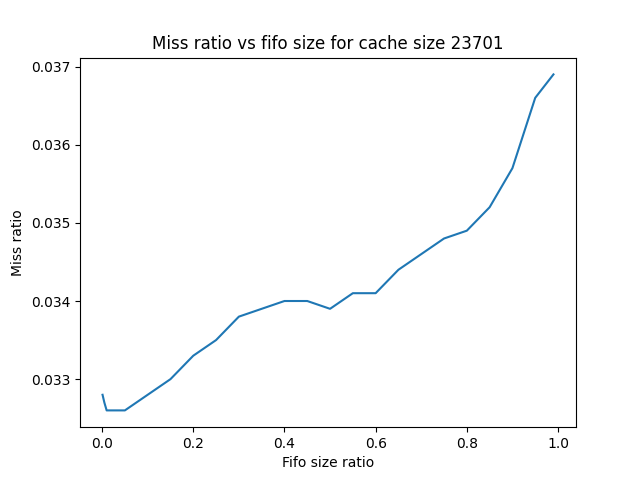 Miss ratio vs fifo size for cache size 23701
0.037
0.036
0.035
0.034
0.033
Miss ratio
0.0 0.2 0.4 0.6 0.8 1.0
Fifo size ratio